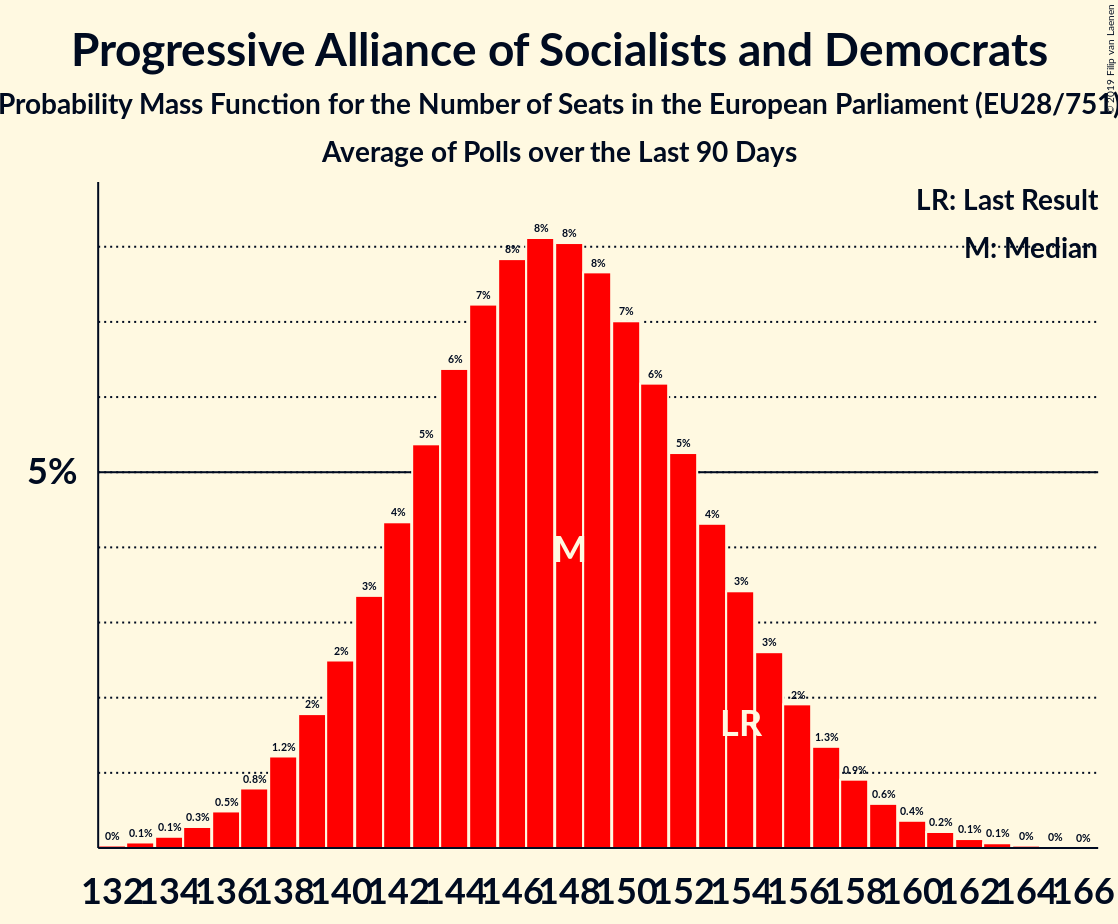 Progressive Alliance of Socialists and Democrats
Probability Mass Function for the Number of Seats in the European Parliament (EU28/751)
Average of Polls over the Last 90 Days
© 2019 Filip van Laenen
LR: Last Result
M: Median
5%
0% 0.1% 0.1% 0.3% 0.5% 0.8% 1.2% 2% 2% 3% 4% 5% 6% 7% 8% 8% 8% 8% 7% 6% 5% 4% 3% 3% 2% 1.3% 0.9% 0.6% 0.4% 0.2% 0.1% 0.1% 0% 0% 0%
M
LR
132 134 136 138 140 142 144 146 148 150 152 154 156 158 160 162 164 166